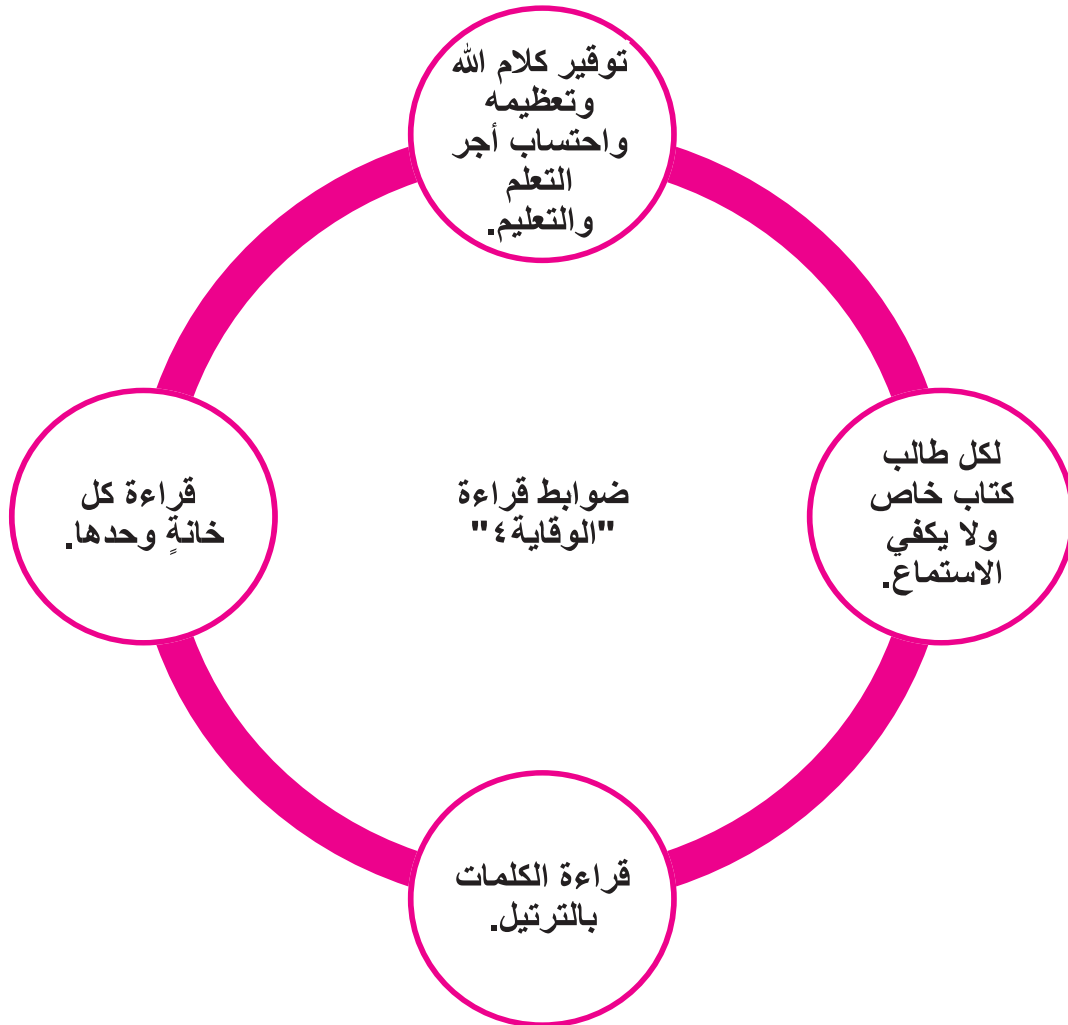 توقير كلام الله
وتعظيمه
واحتساب أجر
التعلم
والتعليم.
لكل طالب
كتاب خاص
ولا يكفي
الاستماع.
ضوابط قراءة
"الوقاية٤"
قراءة كل
خانةٍ وحدها.
قراءة الكلمات
بالترتيل.